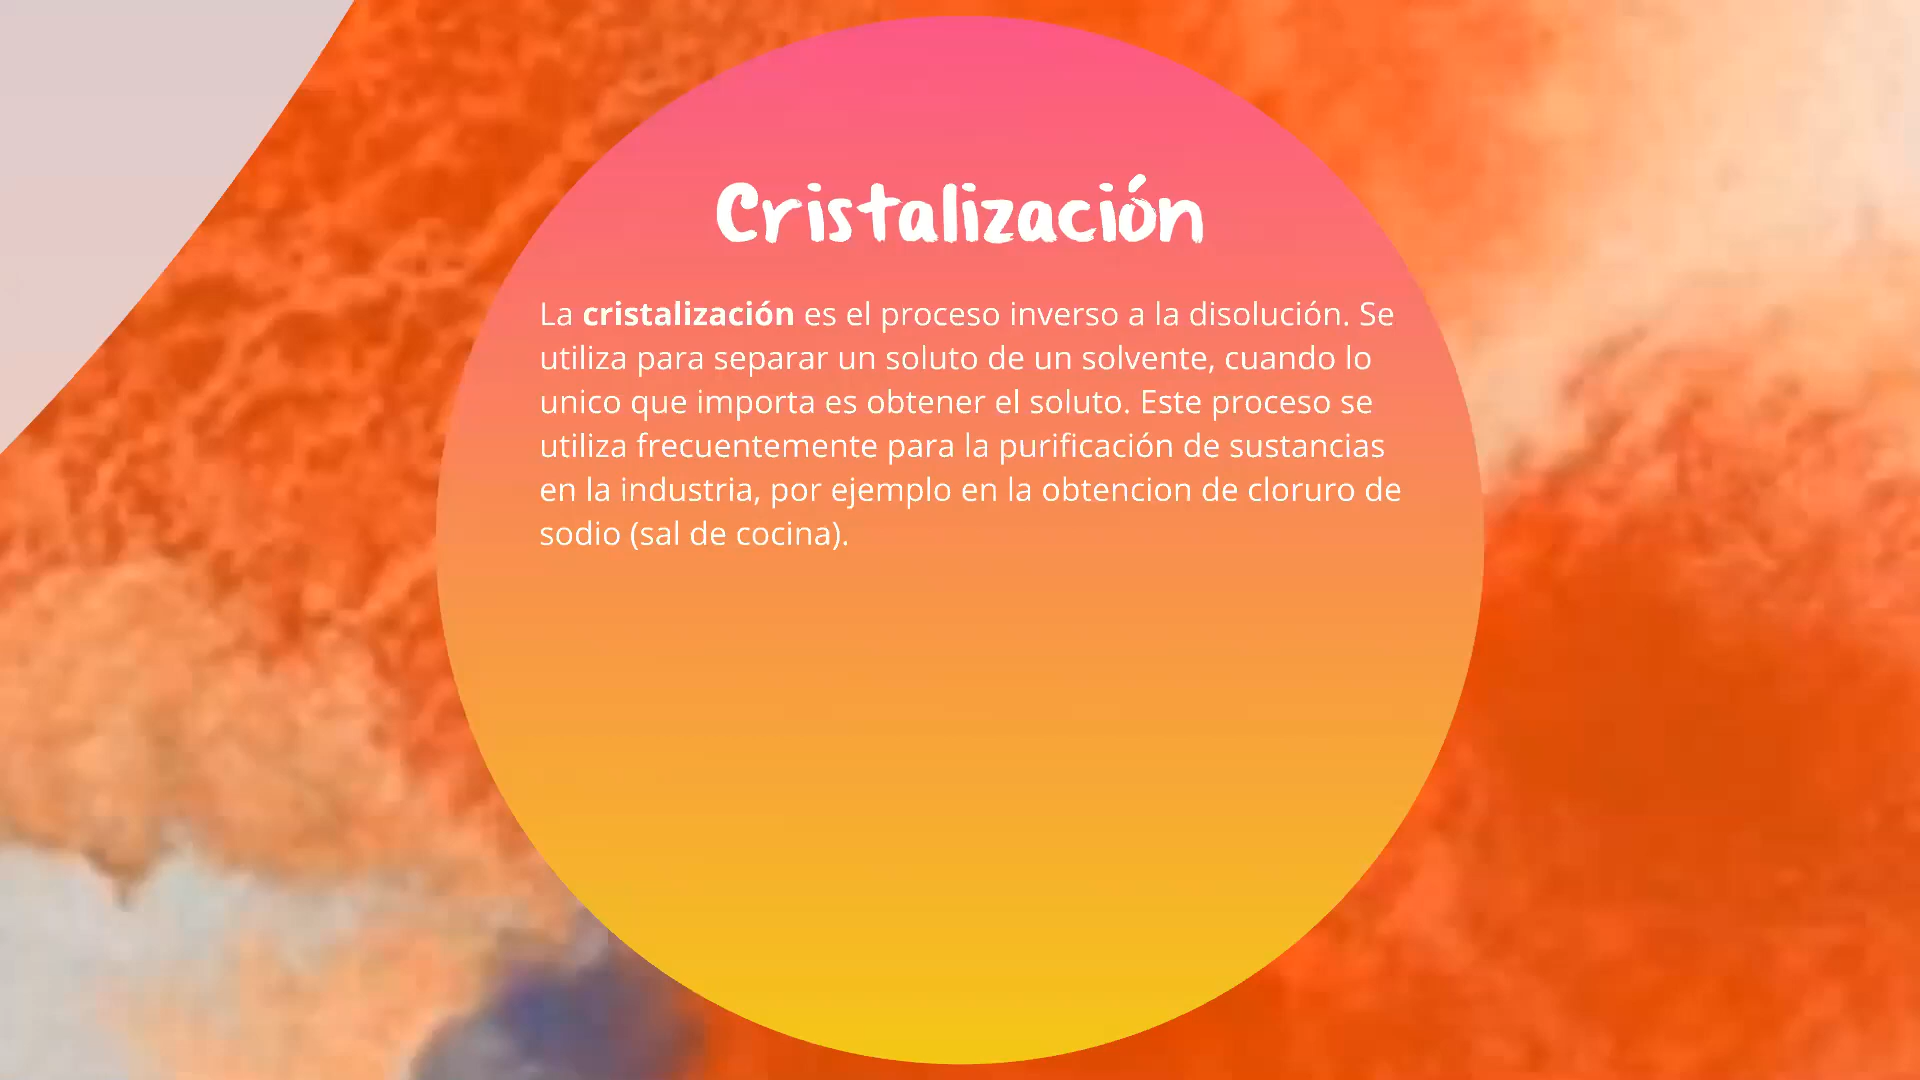 Cristalización
La cristalización es el proceso inverso a la disolución. Se
utiliza para separar un soluto de un solvente, cuando lo
unico que importa es obtener el soluto. Este proceso se
utiliza frecuentemente para la purificación de sustancias
en la industria, por ejemplo en la obtencion de cloruro de
sodio (sal de cocina).